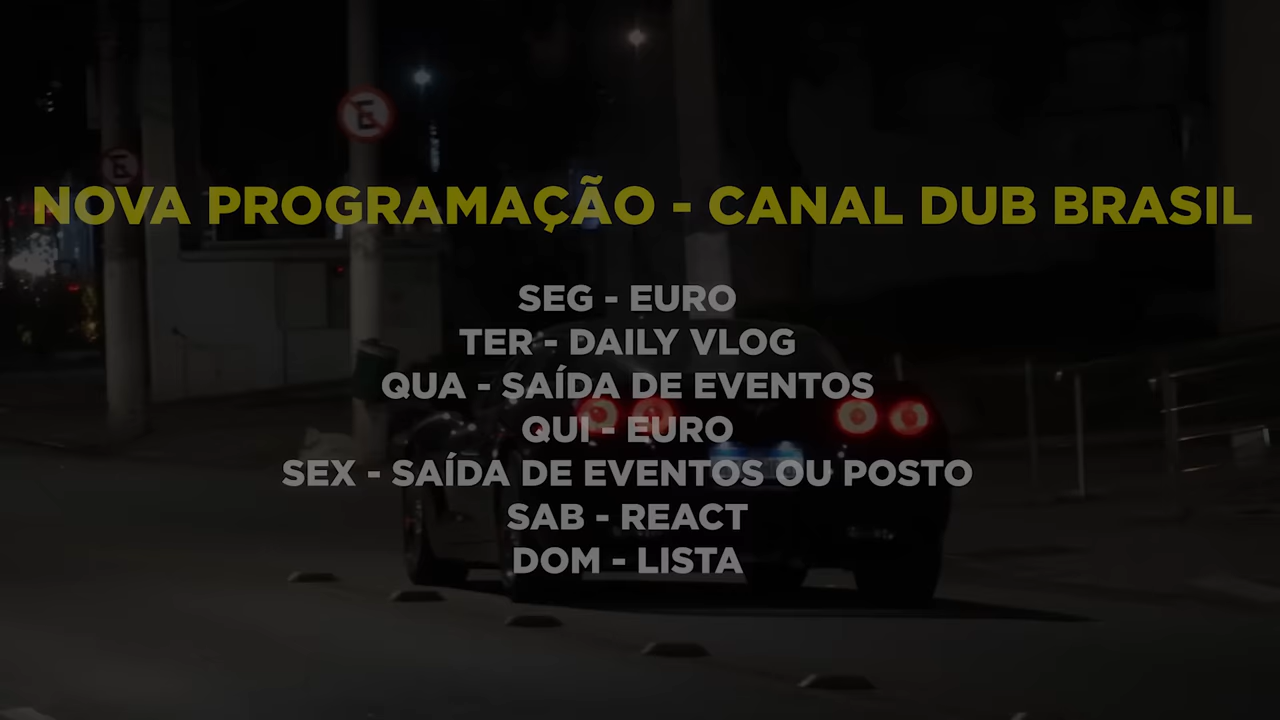 NOVA PROGRAMAÇÃO - CANAL DUB BRASIL
SEG - EURO
TER - DAILY VLOG
QUA - SAÍDA DE EVENTOS
QUI - EURO
SEX - SAÍDA DE EVENTOS OU POSTO
SAB - REACT
DOM - LISTA
E
E